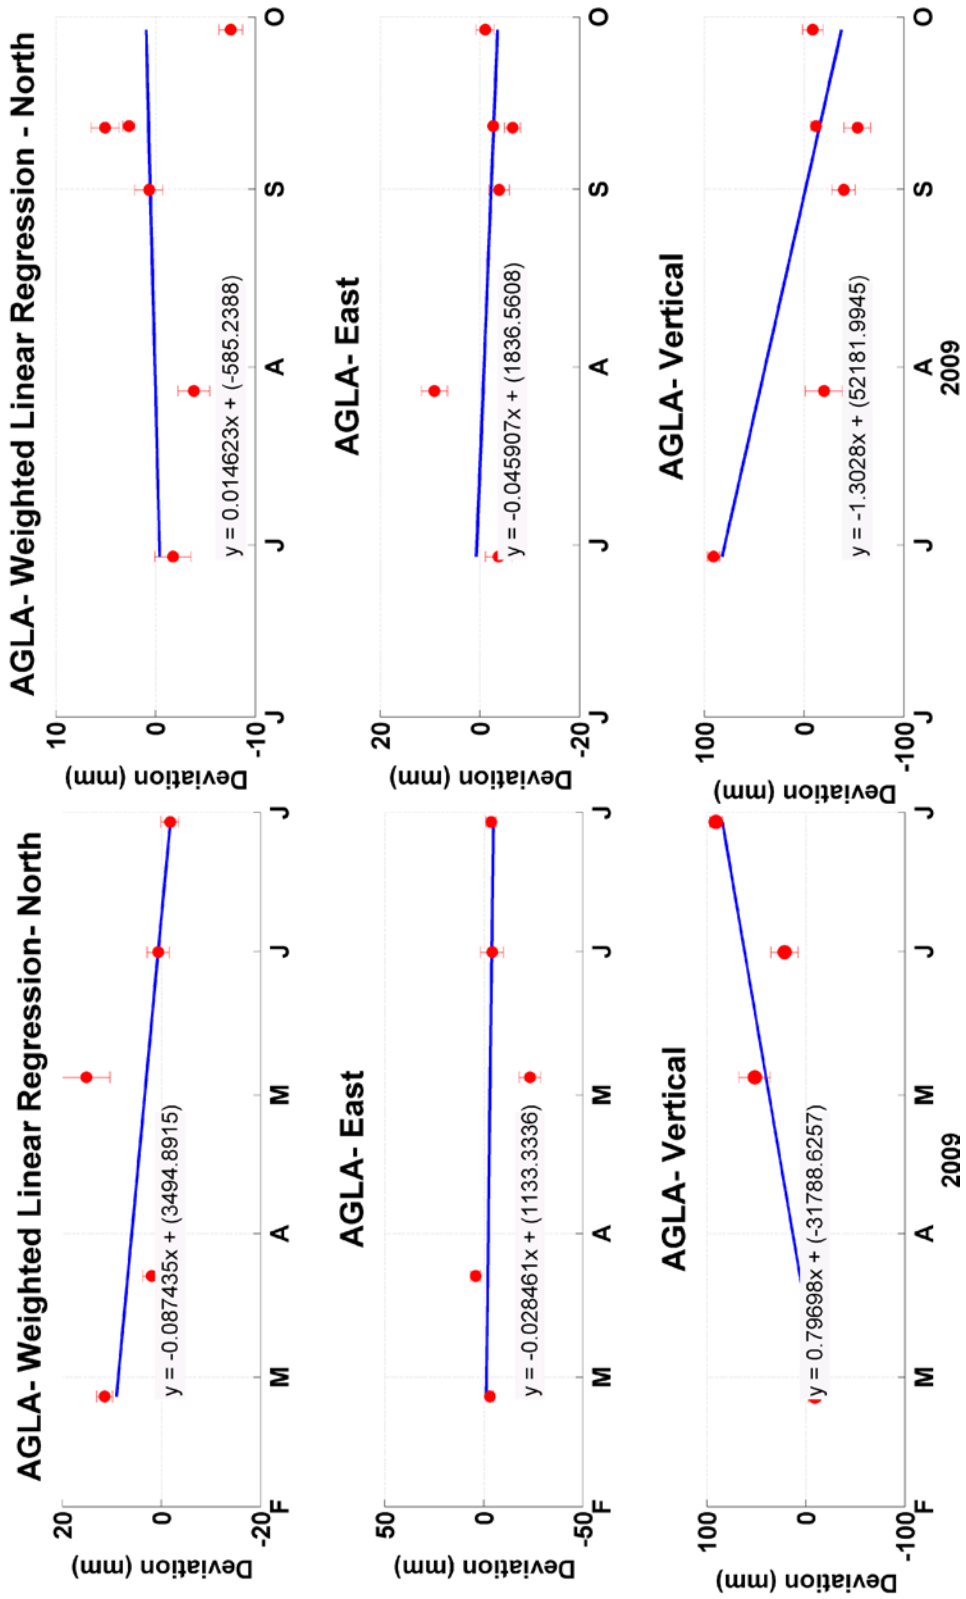 AGLA- Weighted Linear Regression- North
Deviation (mm)
20
0
-20
F M A M J J
y = -0.087435x + (3494.8915)
AGLA- East
Deviation (mm)
50
0
-50
y = -0.028461x + (1133.3336)
AGLA- Vertical
Deviation (mm)
100
0
-100
F M A M J J
y = 0.79698x + (-31788.6257)
2009
AGLA- Weighted Linear Regression - North
Deviation (mm)
10
0
-10
J J A S O
y = 0.014623x + (-585.2388)
AGLA- East
Deviation (mm)
20
0
-20
J J A S O
y = -0.045907x + (1836.5608)
AGLA- Vertical
Deviation (mm)
100
0
-100
J J A S O
y = -1.3028x + (52181.9945)
2009